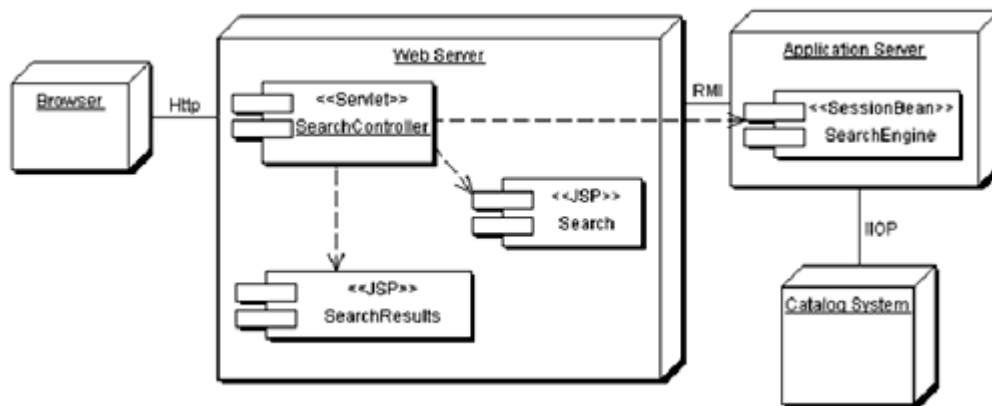 Web Server
Application Server
Browser
Http
<<Servlet>>
SearchController
RMI
<<SessionBean>>
SearchEngine
<<JSP>>
Search
IIOP
<<JSP>>
SearchResults
Catalog System